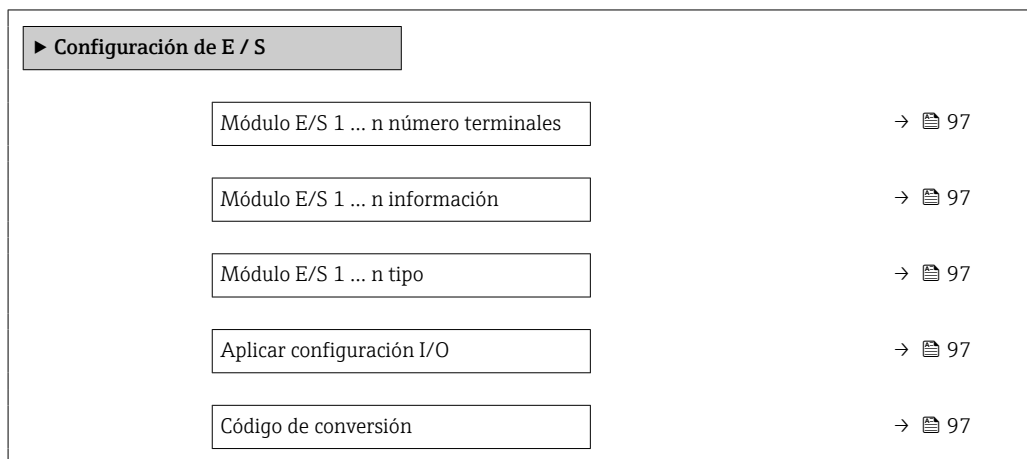 ▶ Configuración de E / S
Módulo E/S 1 ... n número terminales → 97
Módulo E/S 1 ... n información → 97
Módulo E/S 1 ... n tipo → 97
Aplicar configuración I/O → 97
Código de conversión → 97